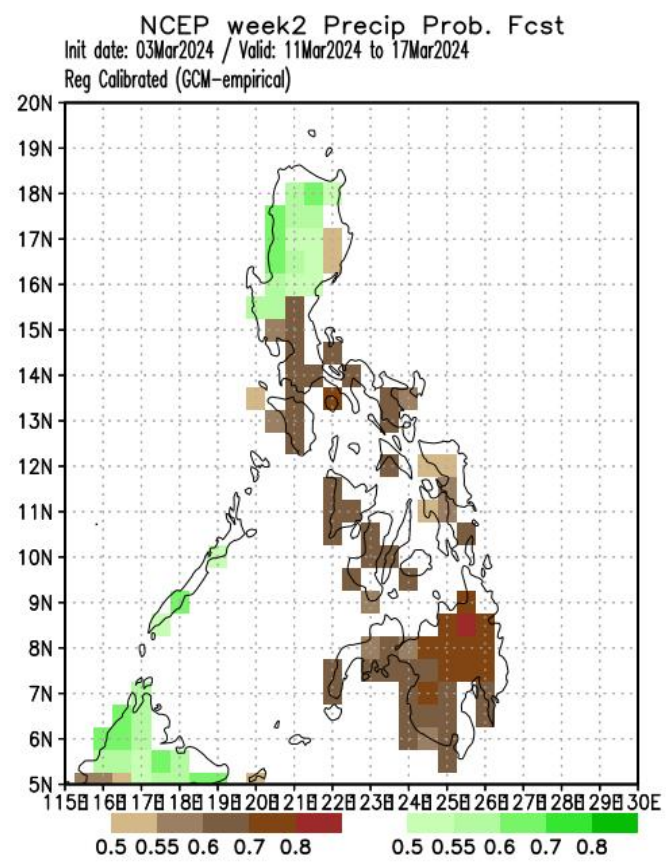 NCEP week2 Precip Prob. Fcst
Init date: 03Mar2024 / Valid: 11Mar2024 to 17Mar2024
Reg Calibrated (GCM-empirical)
20N
19N
18N
17N
16N
15N
14N
13N
12N
11N
10N
9N
8N
7N
6N
5N
115E 116E 117E 118E 119E 120E 121E 122E 123E 124E 125E 126E 127E 128E 129E 130E
0.5 0.55 0.6 0.7 0.8 0.5 0.55 0.6 0.7 0.8